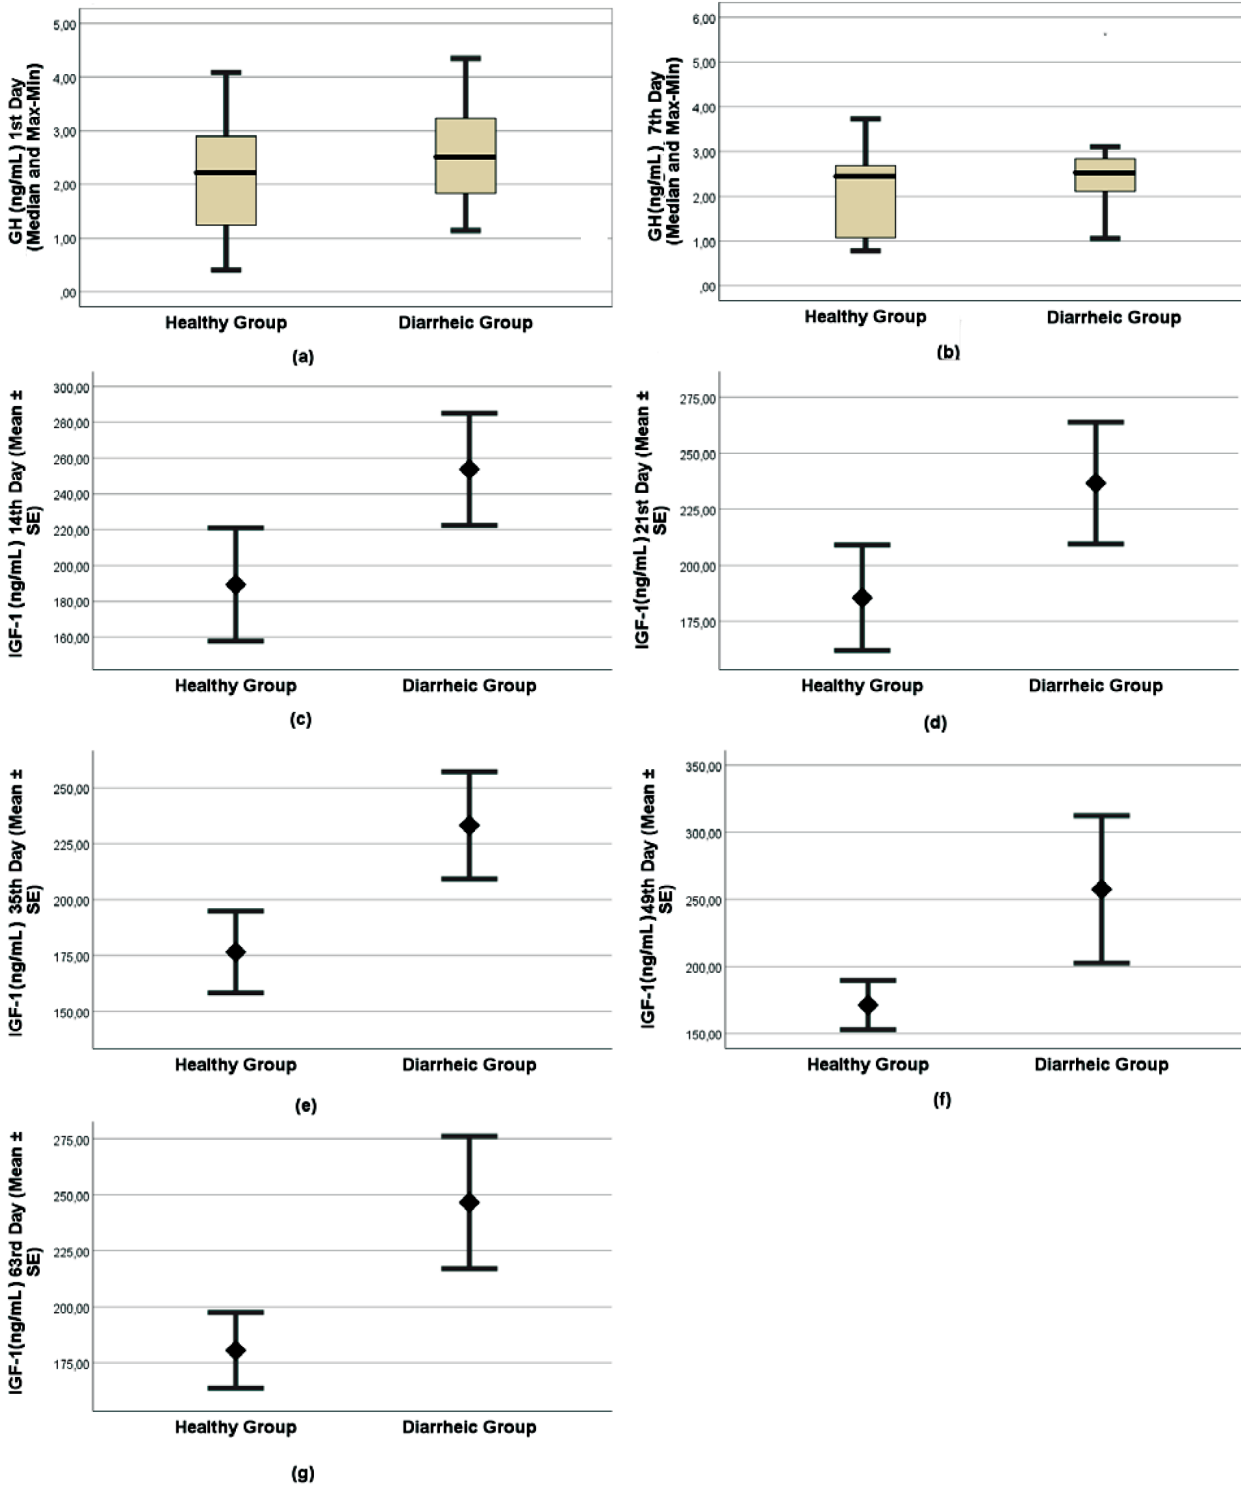 GH (ng/mL) 1st Day
(Median and Max-Min)
5,00
4,00
3,00
2,00
1,00
,00
Healthy Group
Diarrheic Group
(a)
GH(ng/mL) 7th Day
(Median and Max-Min)
6,00
5,00
4,00
3,00
2,00
1,00
,00
Healthy Group
Diarrheic Group
(b)
IGF-1 (ng/mL) 14th Day (Mean ±
SE)
300,00
280,00
260,00
240,00
220,00
190,00
180,00
160,00
Healthy Group
Diarrheic Group
(c)
IGF-1(ng/mL)21st Day (Mean ±
SE)
275,00
250,00
225,00
200,00
175,00
Healthy Group
Diarrheic Group
(d)
IGF-1(ng/mL) 35th Day (Mean ±
SE)
250,00
225,00
200,00
175,00
150,00
Healthy Group
Diarrheic Group
(e)
IGF-1(ng/mL)49th Day (Mean ±
SE)
350,00
300,00
250,00
200,00
150,00
Healthy Group
Diarrheic Group
(f)
IGF-1(ng/mL) 63rd Day (Mean ±
SE)
275,00
250,00
225,00
200,00
175,00
Healthy Group
Diarrheic Group
(g)